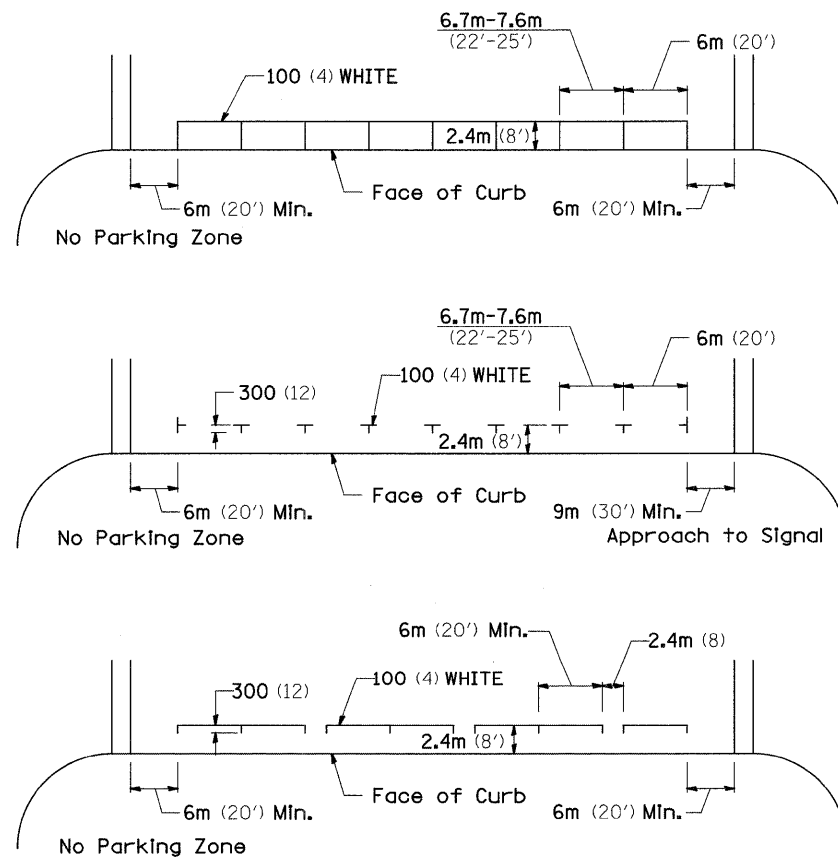 6.7m-7.6m
(22'-25')
6m (20')
100 (4) WHITE
2.4m (8')
Face of Curb
6m (20') Min.
6m (20') Min.
No Parking Zone
6.7m-7.6m
(22'-25')
6m (20')
300 (12)
100 (4) WHITE
2.4m (8')
Face of Curb
6m (20') Min.
9m (30') Min.
No Parking Zone
Approach to Signal
6m (20') Min.
2.4m (8)
300 (12)
100 (4) WHITE
2.4m (8')
Face of Curb
6m (20') Min.
6m (20') Min.
No Parking Zone